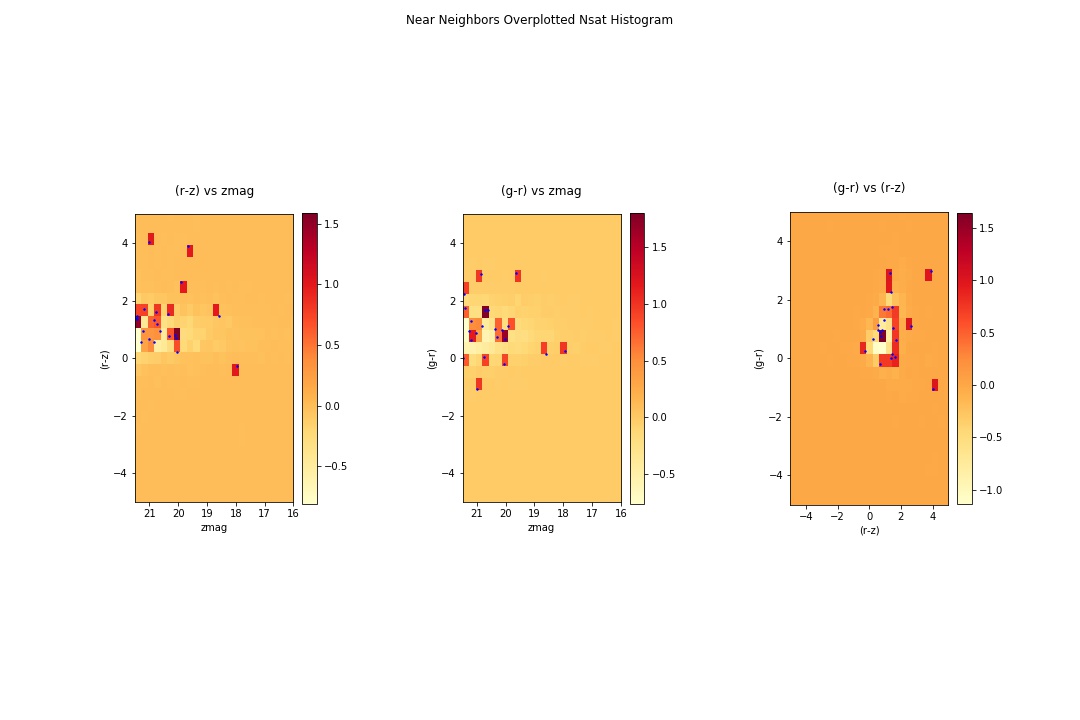 Near Neighbors Overplotted Nsat Histogram
(r-z) vs zmag
(r-z)
4
2
0
−2
−4
21 20 19 18 17 16
zmag
1.5
1.0
0.5
0.0
−0.5
(g-r) vs zmag
(g-r)
4
2
0
−2
−4
21 20 19 18 17 16
zmag
1.5
1.0
0.5
0.0
−0.5
(g-r) vs (r-z)
(g-r)
4
2
0
−2
−4
−4 −2 0 2 4
(r-z)
1.5
1.0
0.5
0.0
−0.5
−1.0